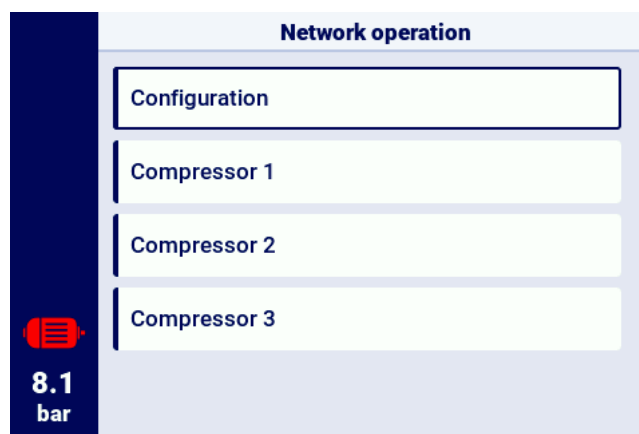 Network operation
Configuration
Compressor 1
Compressor 2
Compressor 3
8.1
bar